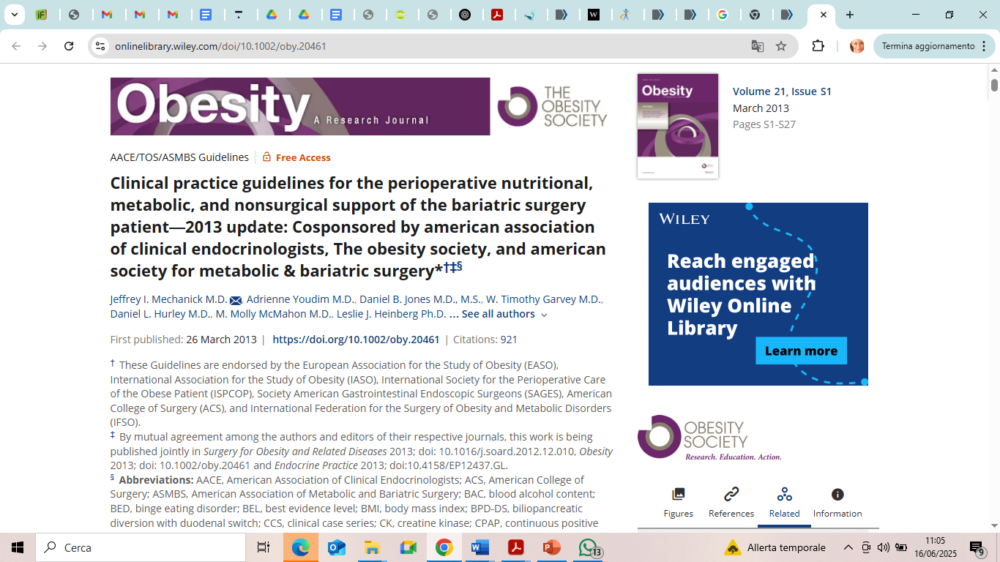 onlinelibrary.wiley.com/doi/10.1002/oby.20461
Termina aggiornamento
Obesity
A Research Journal
THE
OBESITY
SOCIETY
Obesity
Volume 21, Issue S1
March 2013
Pages S1-S27
AACE/TOS/ASMBS Guidelines
Free Access
Clinical practice guidelines for the perioperative nutritional,
metabolic, and nonsurgical support of the bariatric surgery
patient—2013 update: Cosponsored by american association
of clinical endocrinologists, The obesity society, and american
society for metabolic & bariatric surgery*†‡§
Jeffrey I. Mechanick M.D. , Adrienne Youdim M.D., Daniel B. Jones M.D., M.S., W. Timothy Garvey M.D.,
Daniel L. Hurley M.D., M. Molly McMahon M.D., Leslie J. Heinberg Ph.D. … See all authors
First published: 26 March 2013 | https://doi.org/10.1002/oby.20461 | Citations: 921
† These Guidelines are endorsed by the European Association for the Study of Obesity (EASO),
International Association for the Study of Obesity (IASO), International Society for the Perioperative Care
of the Obese Patient (ISPCOP), Society American Gastrointestinal Endoscopic Surgeons (SAGES), American
College of Surgery (ACS), and International Federation for the Surgery of Obesity and Metabolic Disorders
(IFSO).
‡ By mutual agreement among the authors and editors of their respective journals, this work is being
published jointly in Surgery for Obesity and Related Diseases 2013; doi: 10.1016/j.soard.2012.12.010, Obesity
2013; doi: 10.1002/oby.20461 and Endocrine Practice 2013; doi:10.4158/EP12437.GL.
§ Abbreviations: AACE, American Association of Clinical Endocrinologists; ACS, American College of
Surgery; ASMBS, American Association of Metabolic and Bariatric Surgery; BAC, blood alcohol content;
BED, binge eating disorder; BEL, best evidence level; BMI, body mass index; BPD-DS, biliopancreatic
diversion with duodenal switch; CCS, clinical case series; CK, creatine kinase; CPAP, continuous positive
WILEY
Reach engaged
audiences with
Wiley Online
Library
Learn more
OBESITY
SOCIETY
Research. Education. Action.
Figures
References
Related
Information
Cerca
13
Allerta temporale
11:05
16/06/2025
9